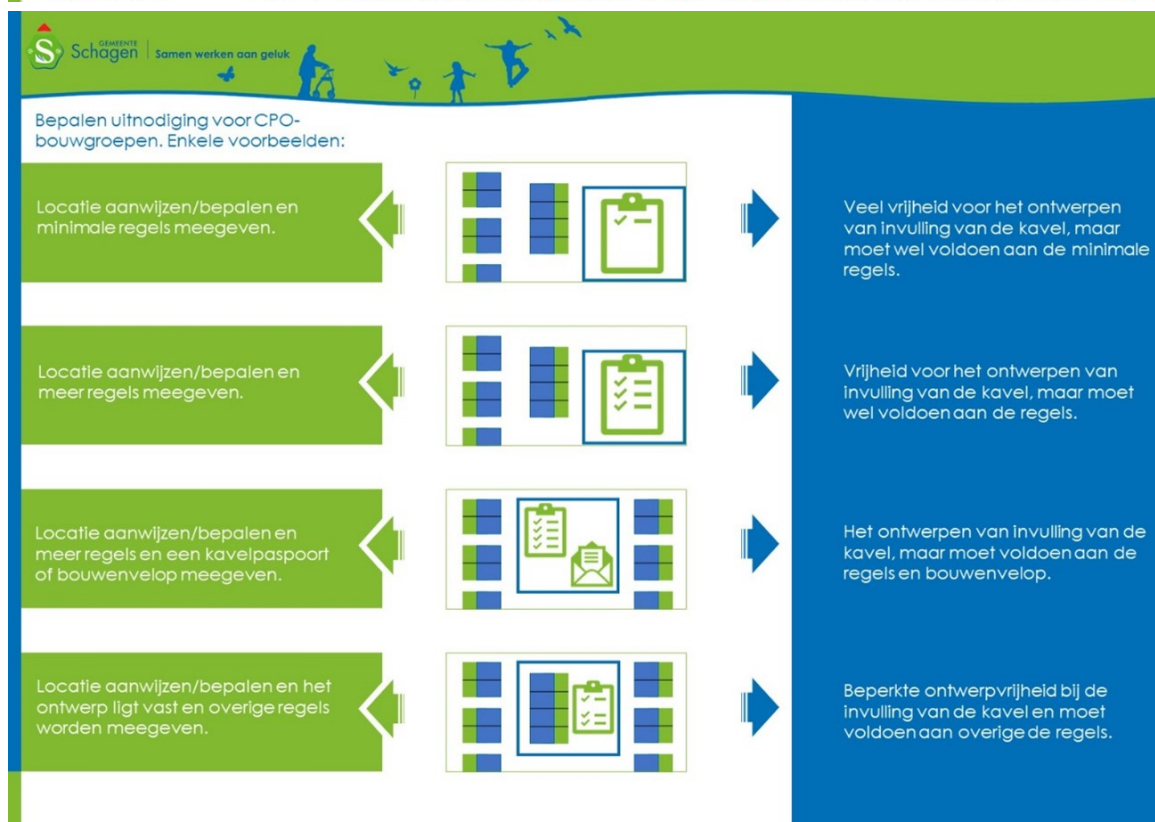 GEMEENTE
Schagen
Samen werken aan geluk
Bepalen uitnodiging voor CPO-
bouwgroepen. Enkele voorbeelden:
Locatie aanwijzen/bepalen en
minimale regels meegeven.
Veel vrijheid voor het ontwerpen
van invulling van de kavel, maar
moet wel voldoen aan de minimale
regels.
Locatie aanwijzen/bepalen en
meer regels meegeven.
Vrijheid voor het ontwerpen van
invulling van de kavel, maar moet
wel voldoen aan de regels.
Locatie aanwijzen/bepalen en
meer regels en een kavelpaspoort
of bouwenvelop meegeven.
Het ontwerpen van invulling van de
kavel, maar moet voldoen aan de
regels en bouwenvelop.
Locatie aanwijzen/bepalen en het
ontwerp ligt vast en overige regels
worden meegeven.
Beperkte ontwerpvrijheid bij de
invulling van de kavel en moet
voldoen aan overige de regels.